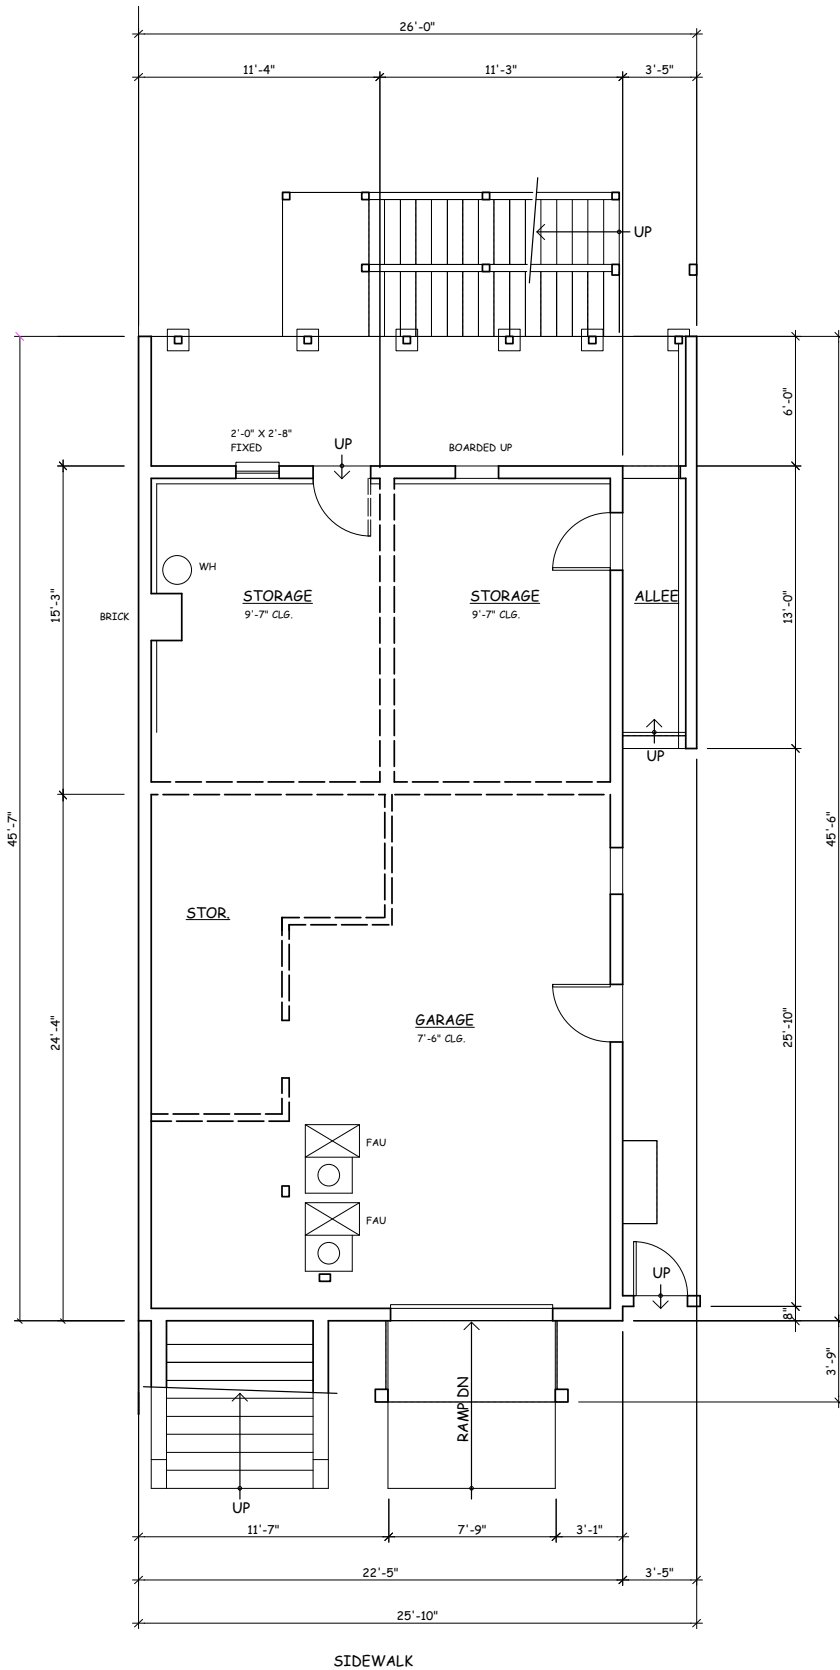 26'-0"
11'-4"
11'-3"
3'-5"
UP
6'-0"
2'-0" X 2'-8"
FIXED
UP
BOARDED UP
WH
STORAGE
9'-7" CLG.
STORAGE
9'-7" CLG.
ALLEE
15'-3"
BRICK
13'-0"
UP
45'-7"
45'-6"
STOR.
GARAGE
7'-6" CLG.
24'-4"
25'-10"
FAU
FAU
UP
8"
3'-9"
RAMP DN
UP
11'-7"
7'-9"
3'-1"
22'-5"
3'-5"
25'-10"
SIDEWALK